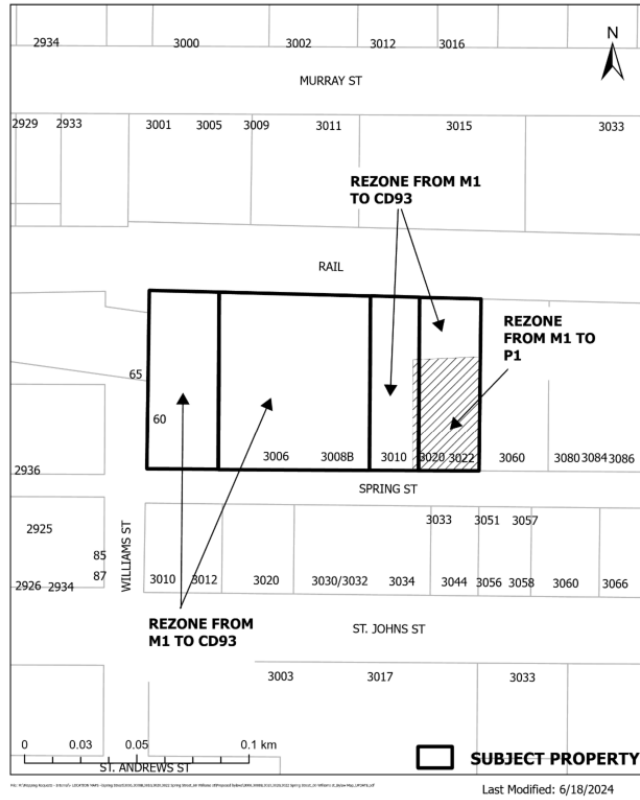 2934 3000 3002 3012 3016
N
MURRAY ST
2929 2933 3001 3005 3009 3011 3015 3033
REZONE FROM M1
TO CD93
RAIL
REZONE
FROM M1 TO
P1
65
60
3006 3008B 3010 3020 3022 3060 3080 3084 3086
2936
SPRING ST
2925
3033 3051 3057
WILLIAMS ST
85
87
2926 2934 3010 3012 3020 3030/3032 3034 3044 3056 3058 3060 3066
REZONE FROM
M1 TO CD93
ST. JOHNS ST
3003 3017 3033
0 0.03 0.05 0.1 km
ST. ANDREWS ST
SUBJECT PROPERTY
Last Modified: 6/18/2024